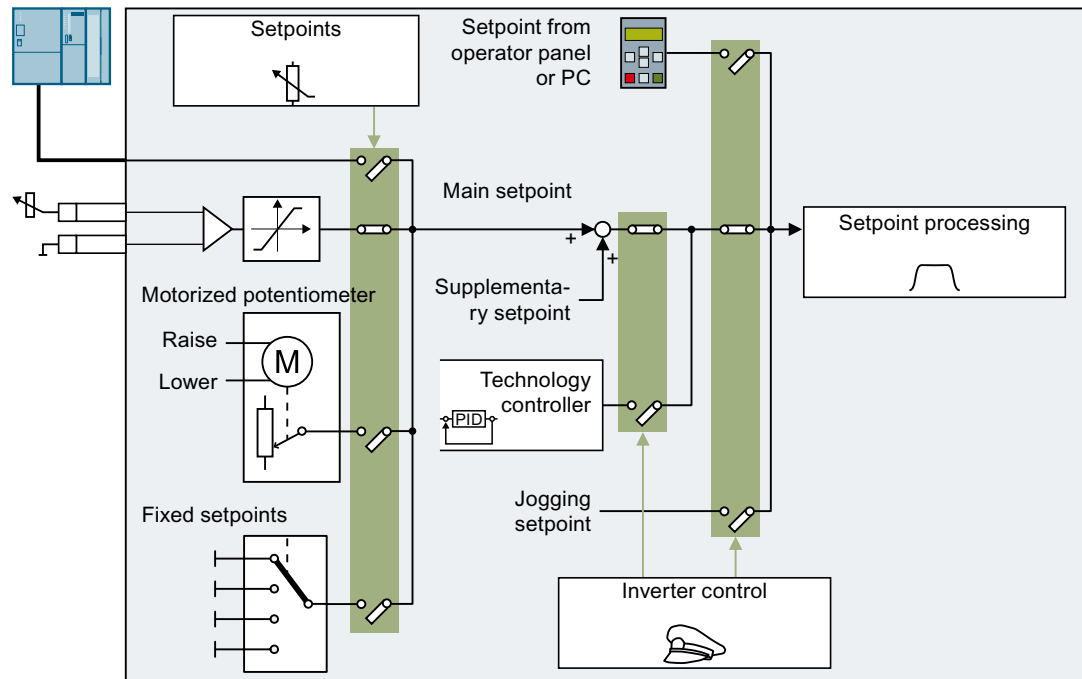 Setpoints
Setpoint from
operator panel
or PC
Main setpoint
+
+
Setpoint processing
Supplementa-
ry setpoint
Motorized potentiometer
Raise
M
Lower
Technology
controller
PID
Jogging
setpoint
Fixed setpoints
Inverter control